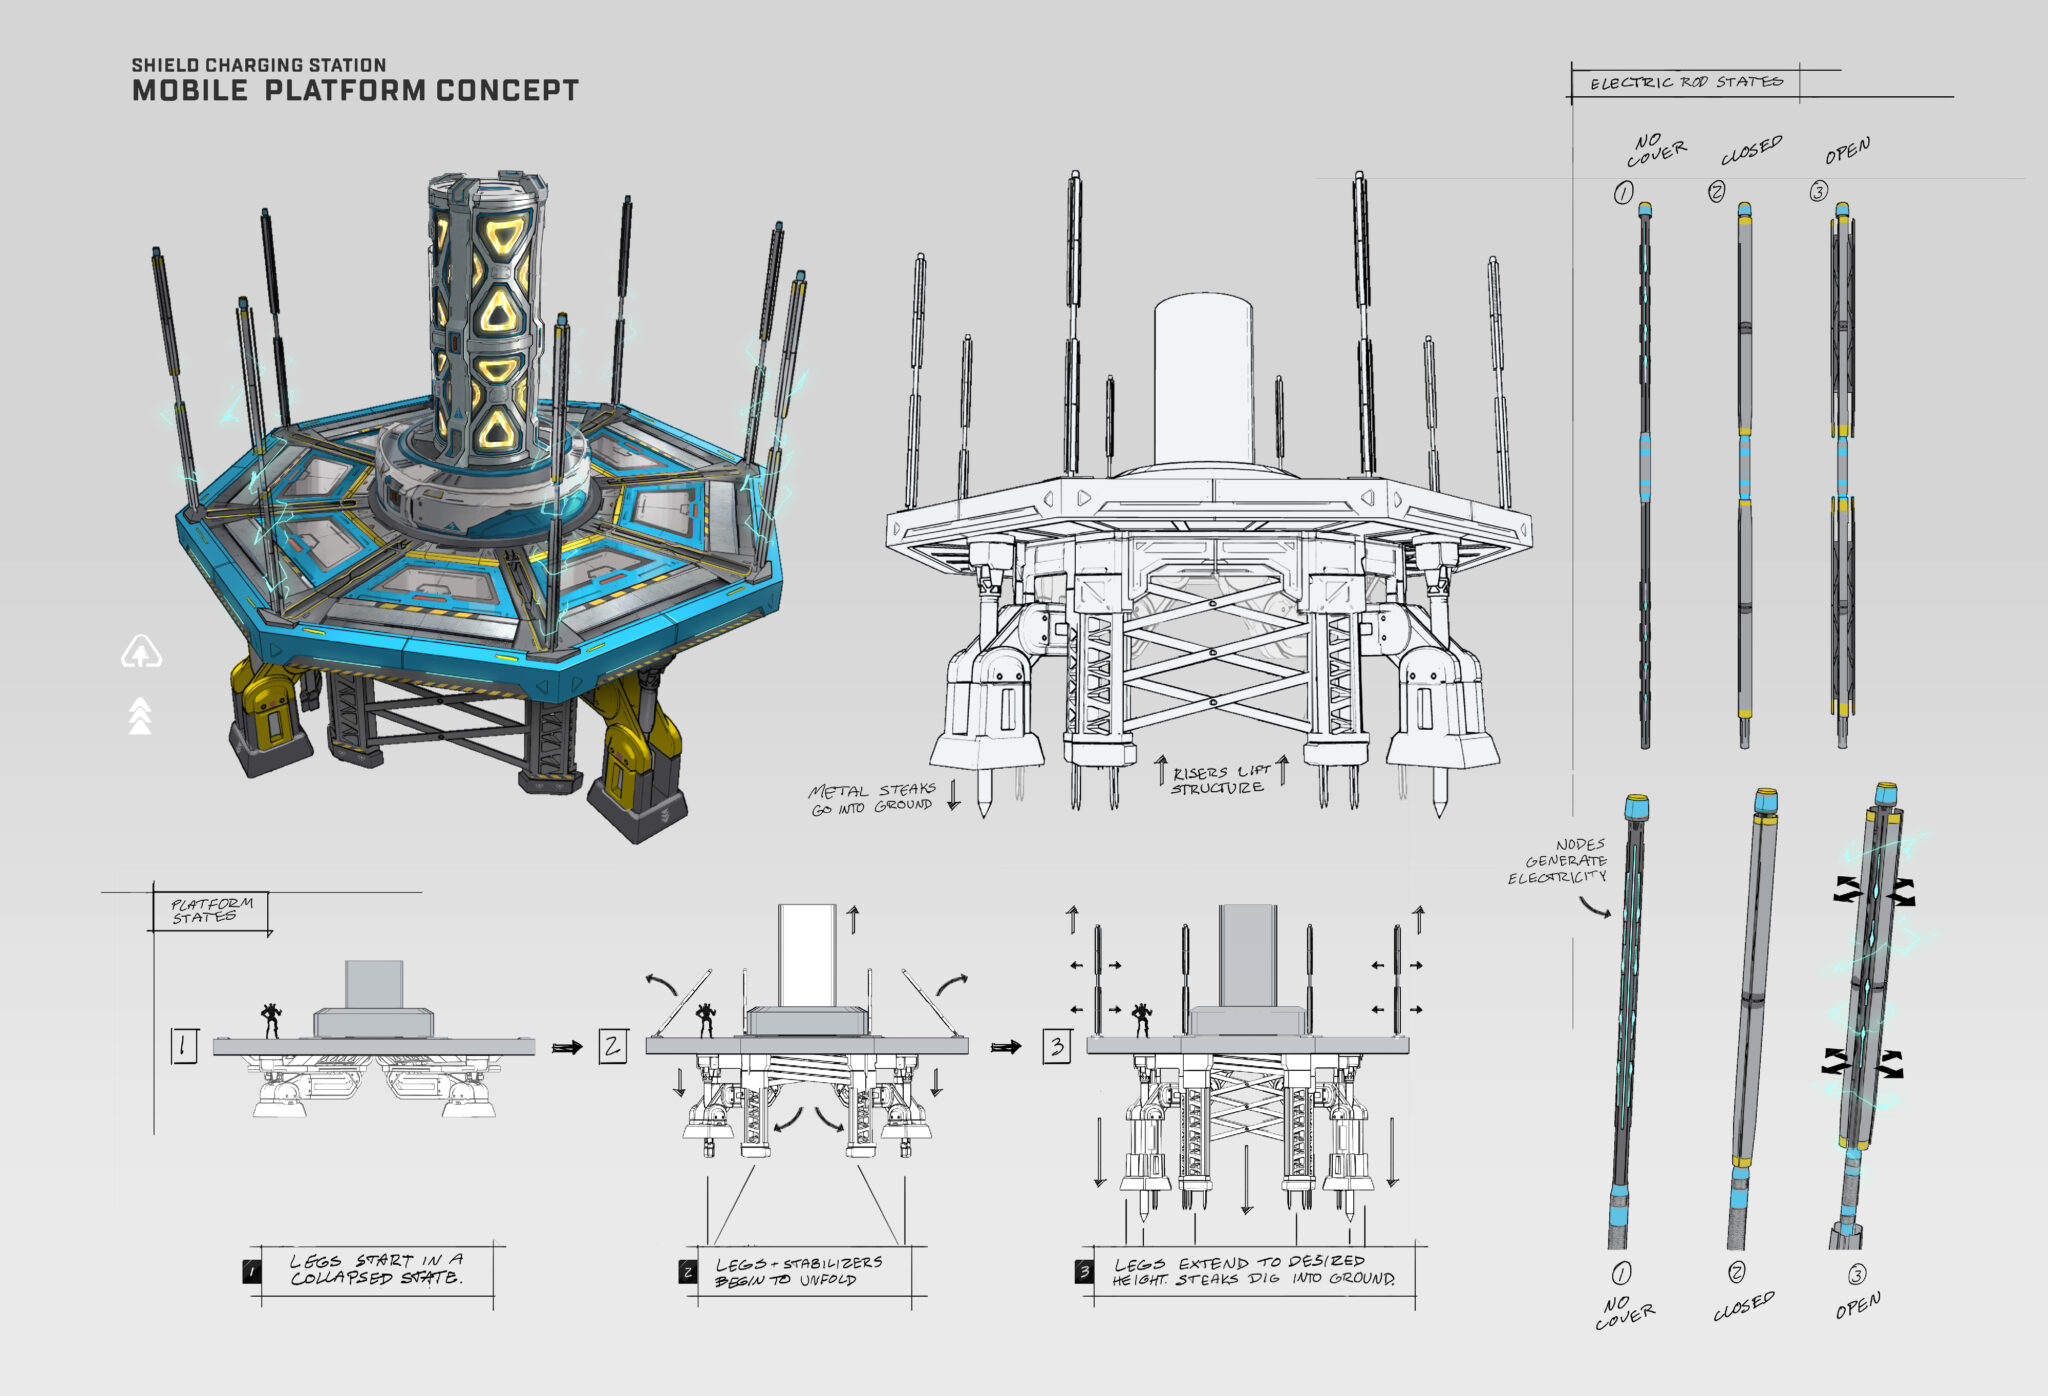 SHIELD CHARGING STATION
MOBILE PLATFORM CONCEPT
ELECTRIC ROD STATES
NO
COVER
CLOSED
OPEN
1
2
3
METAL STEAKS
GO INTO GROUND
RISERS LIFT
STRUCTURE
NODES
GENERATE
ELECTRICITY
PLATFORM
STATES
1
2
3
1
LEGS START IN A
COLLAPSED STATE.
2
LEGS + STABILIZERS
BEGIN TO UNFOLD
3
LEGS EXTEND TO DESIRED
HEIGHT. STEAKS DIG INTO GROUND.
1
2
3
NO
COVER
CLOSED
OPEN